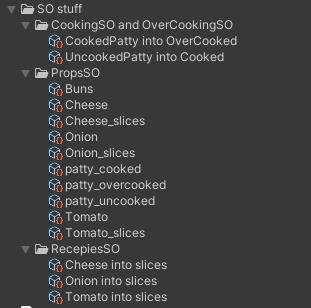 SO stuff
CookingSO and OverCookingSO
CookedPatty into OverCooked
UncookedPatty into Cooked
PropsSO
Buns
Cheese
Cheese_slices
Onion
Onion_slices
patty_cooked
patty_overcooked
patty_uncooked
Tomato
Tomato_slices
RecepiesSO
Cheese into slices
Onion into slices
Tomato into slices